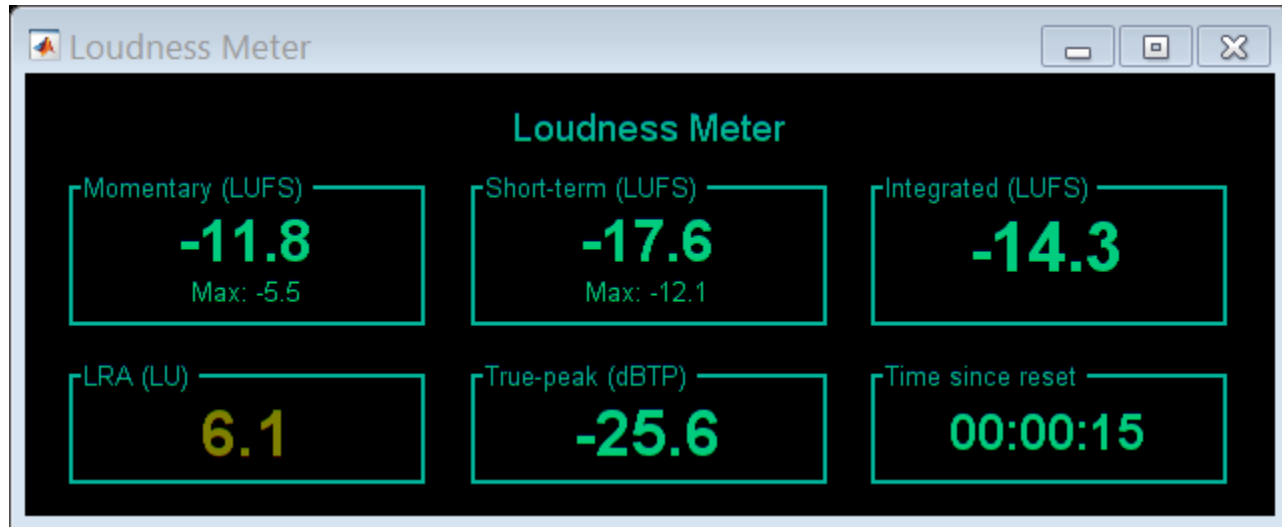 Loudness Meter
Loudness Meter
Momentary (LUFS)
-11.8
Max: -5.5
Short-term (LUFS)
-17.6
Max: -12.1
Integrated (LUFS)
-14.3
LRA (LU)
6.1
True-peak (dBTP)
-25.6
Time since reset
00:00:15